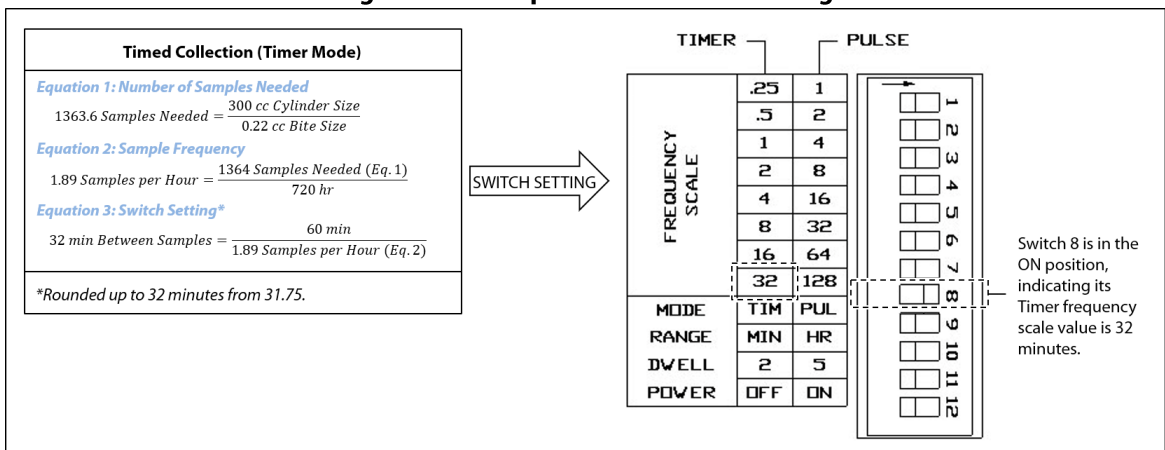 Timed Collection (Timer Mode)
Equation 1: Number of Samples Needed
1363.6 Samples Needed = 300 cc Cylinder Size / 0.22 cc Bite Size
Equation 2: Sample Frequency
1.89 Samples per Hour = 1364 Samples Needed (Eq. 1) / 720 hr
Equation 3: Switch Setting*
32 min Between Samples = 60 min / 1.89 Samples per Hour (Eq. 2)
*Rounded up to 32 minutes from 31.75.
SWITCH SETTING
TIMER PULSE
FREQUENCY
SCALE
.25 1
.5 2
1 4
2 8
4 16
8 32
16 64
32 128
MODE TIM PUL
RANGE MIN HR
DWELL 2 5
POWER OFF ON
1
2
3
4
5
6
7
8
9
10
11
12
Switch 8 is in the
ON position,
indicating its
Timer frequency
scale value is 32
minutes.